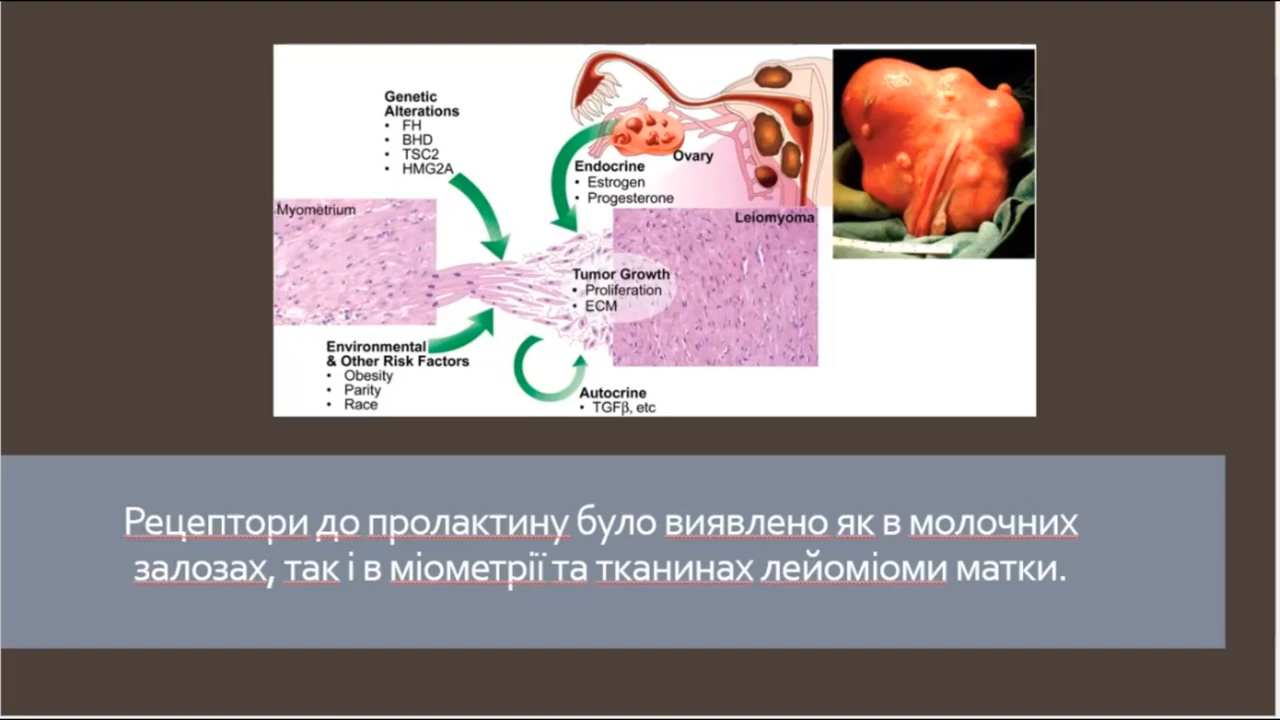 Genetic
Alterations
• FH
• BHD
• TSC2
• HMG2A
Ovary
Endocrine
• Estrogen
• Progesterone
Myometrium
Leiomyoma
Tumor Growth
• Proliferation
• ECM
Environmental
& Other Risk Factors
• Obesity
• Parity
• Race
Autocrine
• TGFβ, etc
Рецептори до пролактину було виявлено як в молочних
залозах, так і в міометрії та тканинах лейоміоми матки.